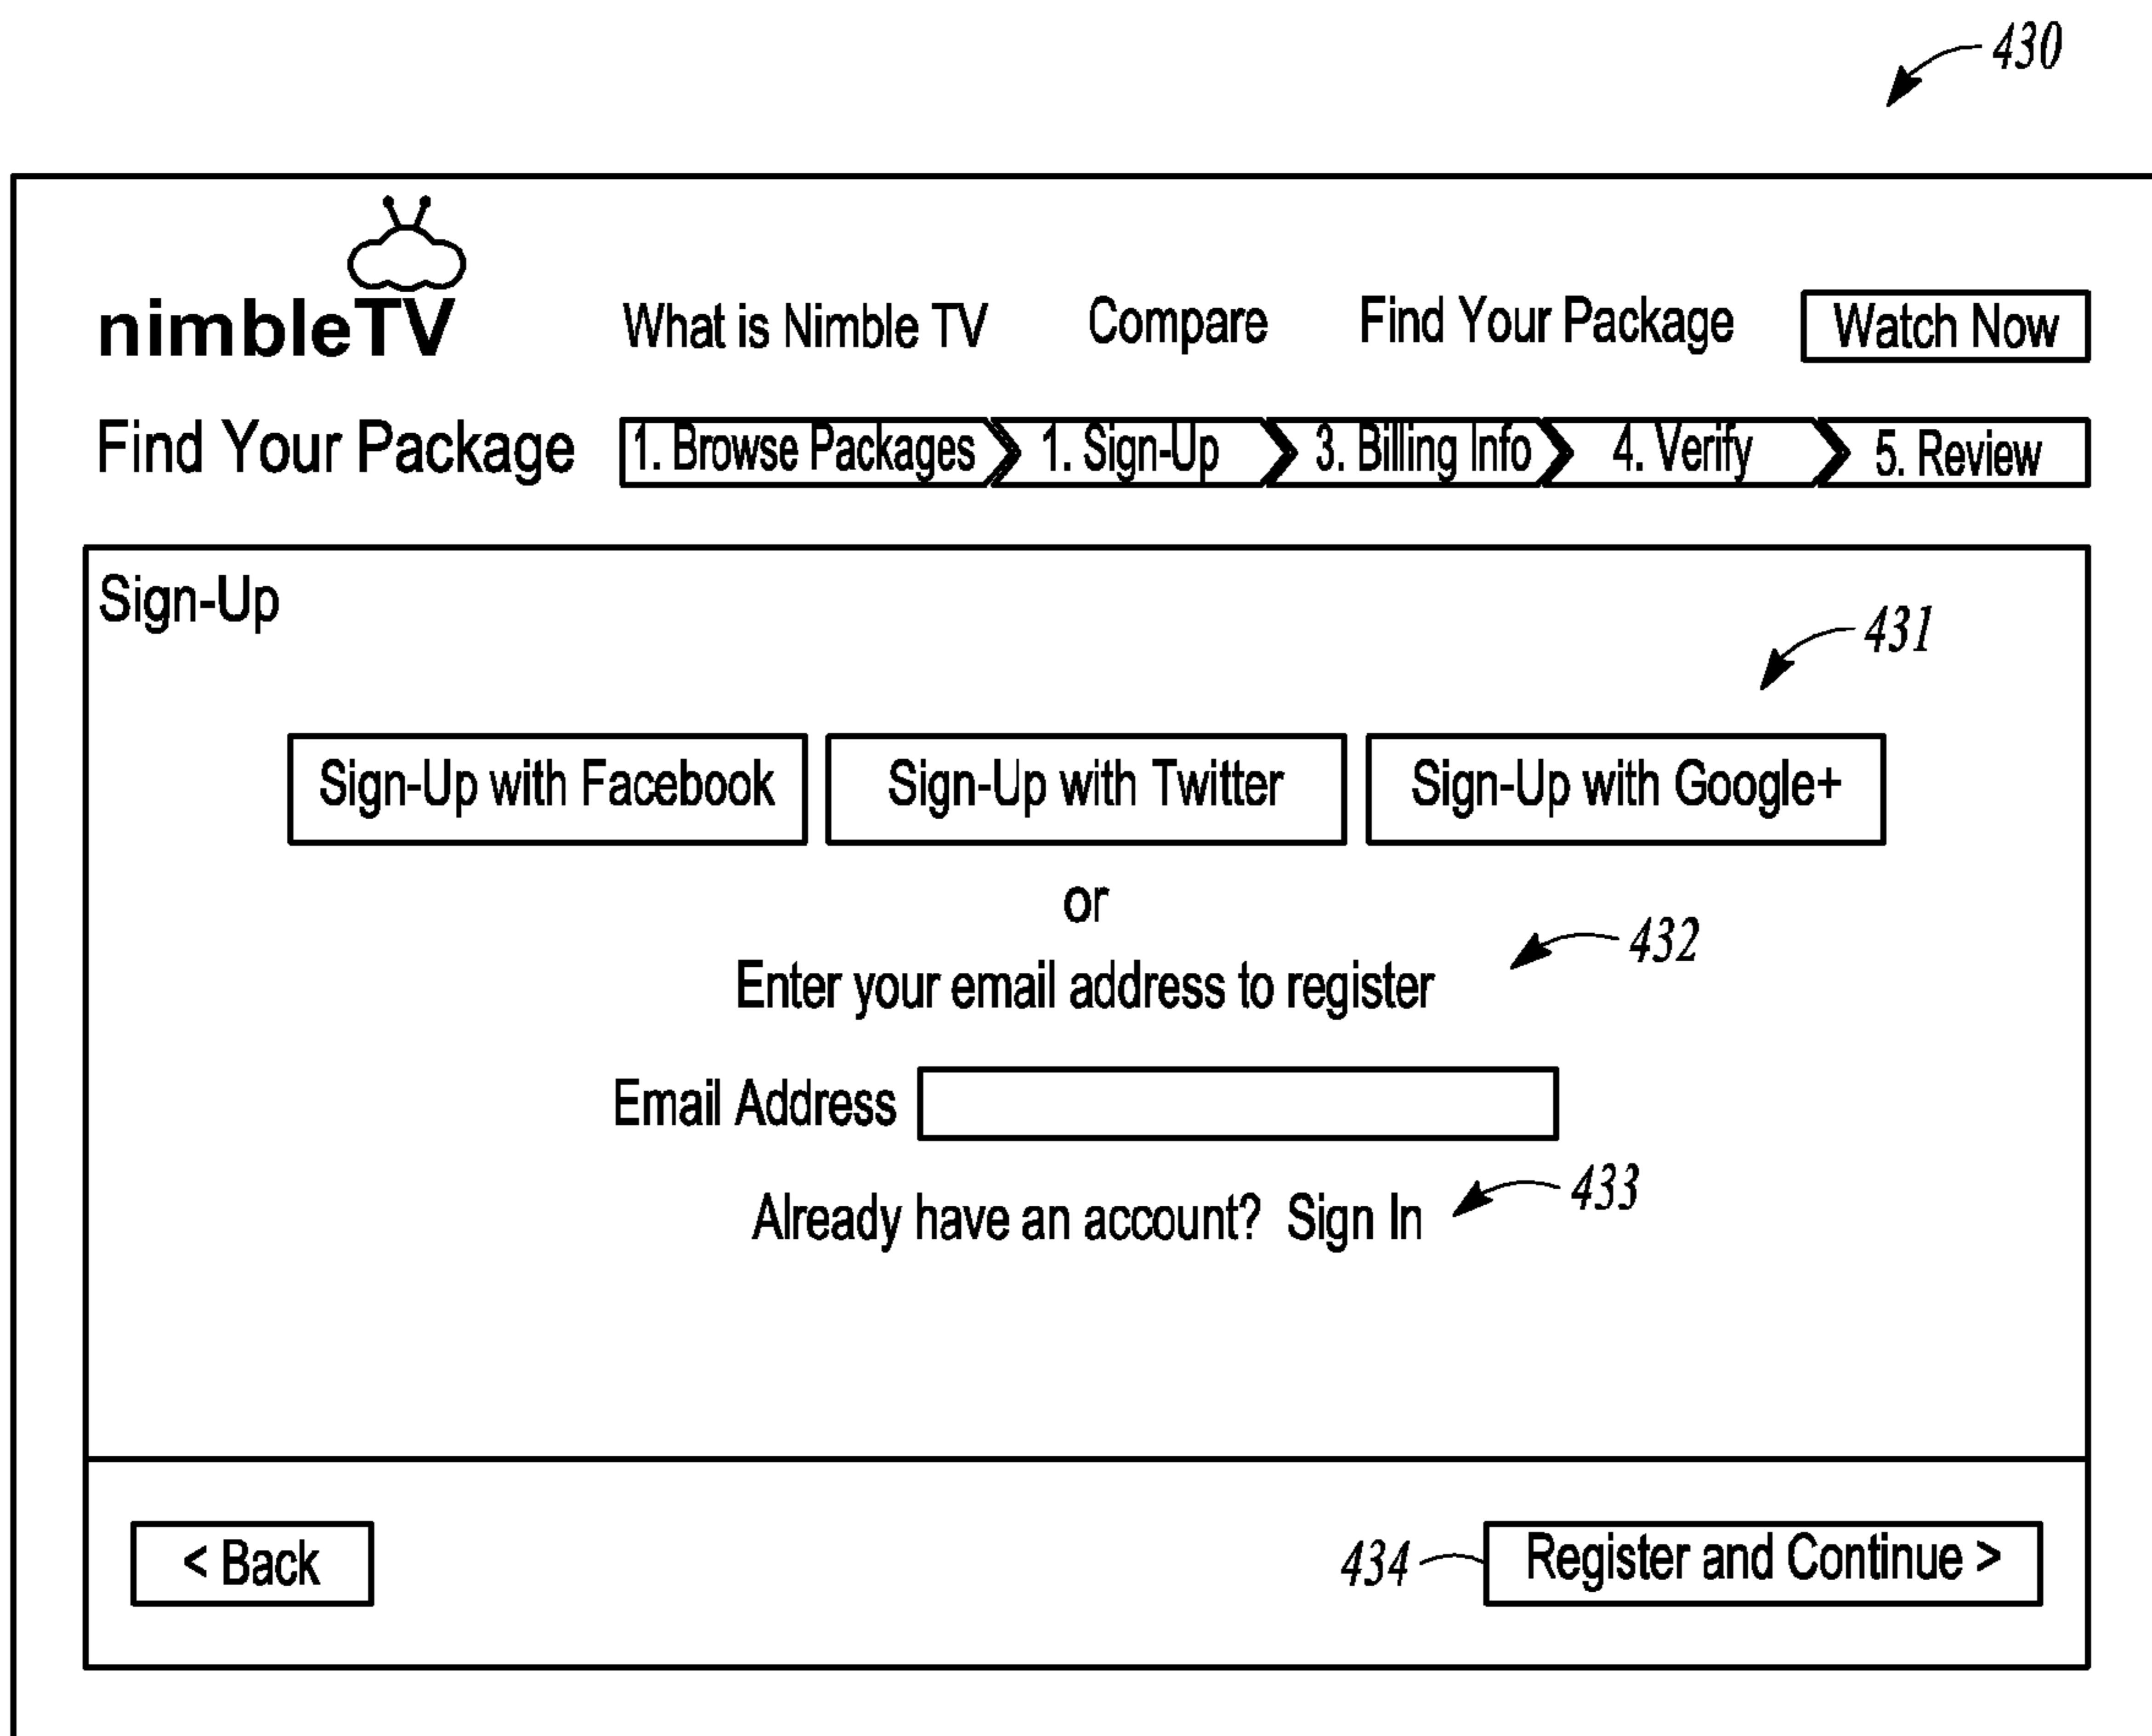 430
nimbleTV What is Nimble TV Compare Find Your Package Watch Now
Find Your Package 1. Browse Packages 1. Sign-Up 3. Billing Info 4. Verify 5. Review
Sign-Up
431
Sign-Up with Facebook Sign-Up with Twitter Sign-Up with Google+
or
432
Enter your email address to register
Email Address
Already have an account? Sign In 433
< Back 434 Register and Continue >